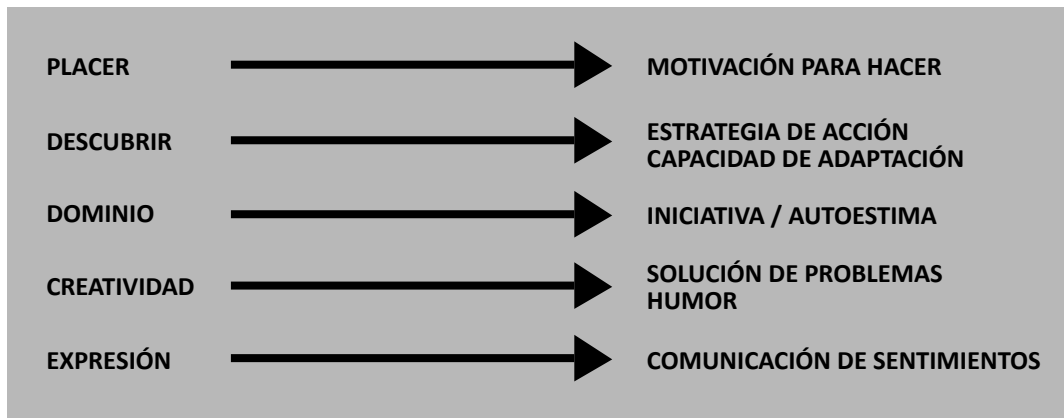 PLACER MOTIVACIÓN PARA HACER
DESCUBRIR ESTRATEGIA DE ACCIÓN
CAPACIDAD DE ADAPTACIÓN
DOMINIO INICIATIVA / AUTOESTIMA
CREATIVIDAD SOLUCIÓN DE PROBLEMAS
HUMOR
EXPRESIÓN COMUNICACIÓN DE SENTIMIENTOS